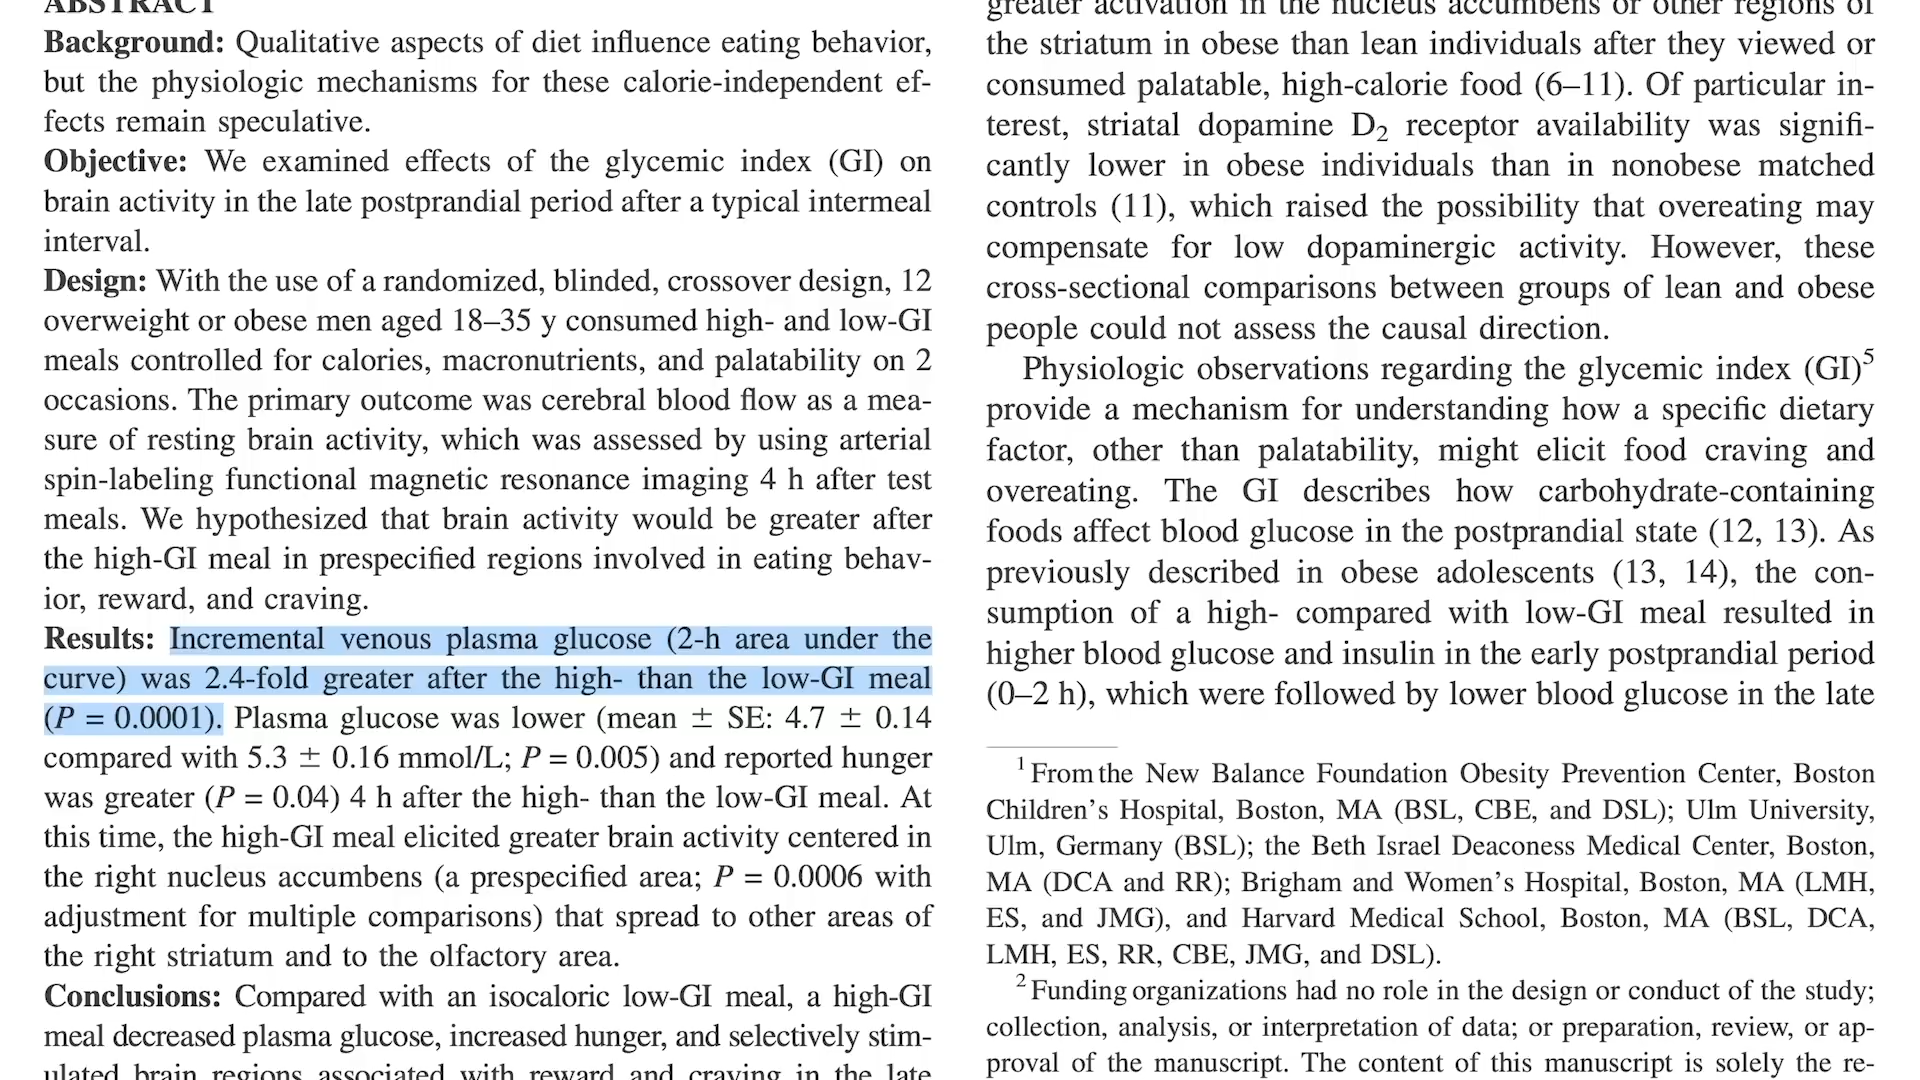 ABSTRACT
Background: Qualitative aspects of diet influence eating behavior,
but the physiologic mechanisms for these calorie-independent ef-
fects remain speculative.
Objective: We examined effects of the glycemic index (GI) on
brain activity in the late postprandial period after a typical intermeal
interval.
Design: With the use of a randomized, blinded, crossover design, 12
overweight or obese men aged 18–35 y consumed high- and low-GI
meals controlled for calories, macronutrients, and palatability on 2
occasions. The primary outcome was cerebral blood flow as a mea-
sure of resting brain activity, which was assessed by using arterial
spin-labeling functional magnetic resonance imaging 4 h after test
meals. We hypothesized that brain activity would be greater after
the high-GI meal in prespecified regions involved in eating behav-
ior, reward, and craving.
Results: Incremental venous plasma glucose (2-h area under the
curve) was 2.4-fold greater after the high- than the low-GI meal
(P = 0.0001). Plasma glucose was lower (mean ± SE: 4.7 ± 0.14
compared with 5.3 ± 0.16 mmol/L; P = 0.005) and reported hunger
was greater (P = 0.04) 4 h after the high- than the low-GI meal. At
this time, the high-GI meal elicited greater brain activity centered in
the right nucleus accumbens (a prespecified area; P = 0.0006 with
adjustment for multiple comparisons) that spread to other areas of
the right striatum and to the olfactory area.
Conclusions: Compared with an isocaloric low-GI meal, a high-GI
meal decreased plasma glucose, increased hunger, and selectively stim-
ulated brain regions associated with reward and craving in the late
greater activation in the nucleus accumbens or other regions of
the striatum in obese than lean individuals after they viewed or
consumed palatable, high-calorie food (6–11). Of particular in-
terest, striatal dopamine D₂ receptor availability was signifi-
cantly lower in obese individuals than in nonobese matched
controls (11), which raised the possibility that overeating may
compensate for low dopaminergic activity. However, these
cross-sectional comparisons between groups of lean and obese
people could not assess the causal direction.
Physiologic observations regarding the glycemic index (GI)⁵
provide a mechanism for understanding how a specific dietary
factor, other than palatability, might elicit food craving and
overeating. The GI describes how carbohydrate-containing
foods affect blood glucose in the postprandial state (12, 13). As
previously described in obese adolescents (13, 14), the con-
sumption of a high- compared with low-GI meal resulted in
higher blood glucose and insulin in the early postprandial period
(0–2 h), which were followed by lower blood glucose in the late
¹ From the New Balance Foundation Obesity Prevention Center, Boston
Children’s Hospital, Boston, MA (BSL, CBE, and DSL); Ulm University,
Ulm, Germany (BSL); the Beth Israel Deaconess Medical Center, Boston,
MA (DCA and RR); Brigham and Women’s Hospital, Boston, MA (LMH,
ES, and JMG), and Harvard Medical School, Boston, MA (BSL, DCA,
LMH, ES, RR, CBE, JMG, and DSL).
² Funding organizations had no role in the design or conduct of the study;
collection, analysis, or interpretation of data; or preparation, review, or ap-
proval of the manuscript. The content of this manuscript is solely the re-